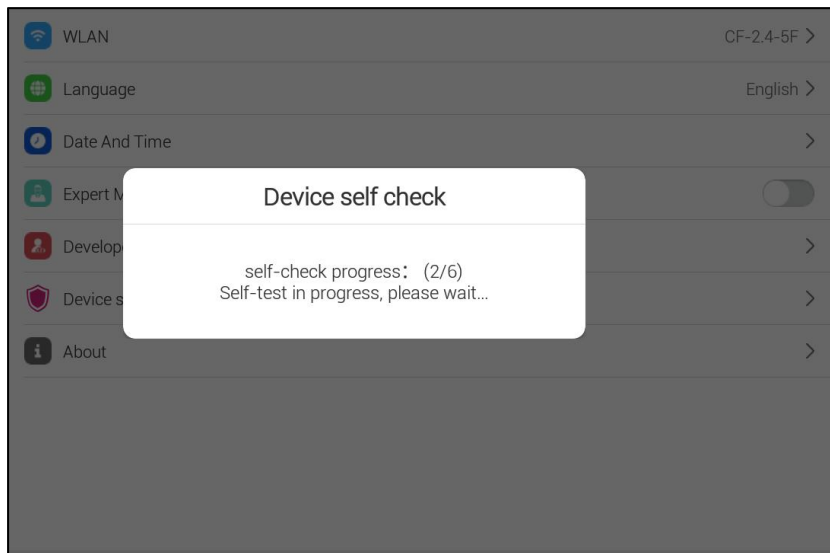 WLAN CF-2.4-5F
Language English
Date And Time
Device self check
Expert M
Develop
self-check progress: (2/6)
Self-test in progress, please wait...
Device s
About